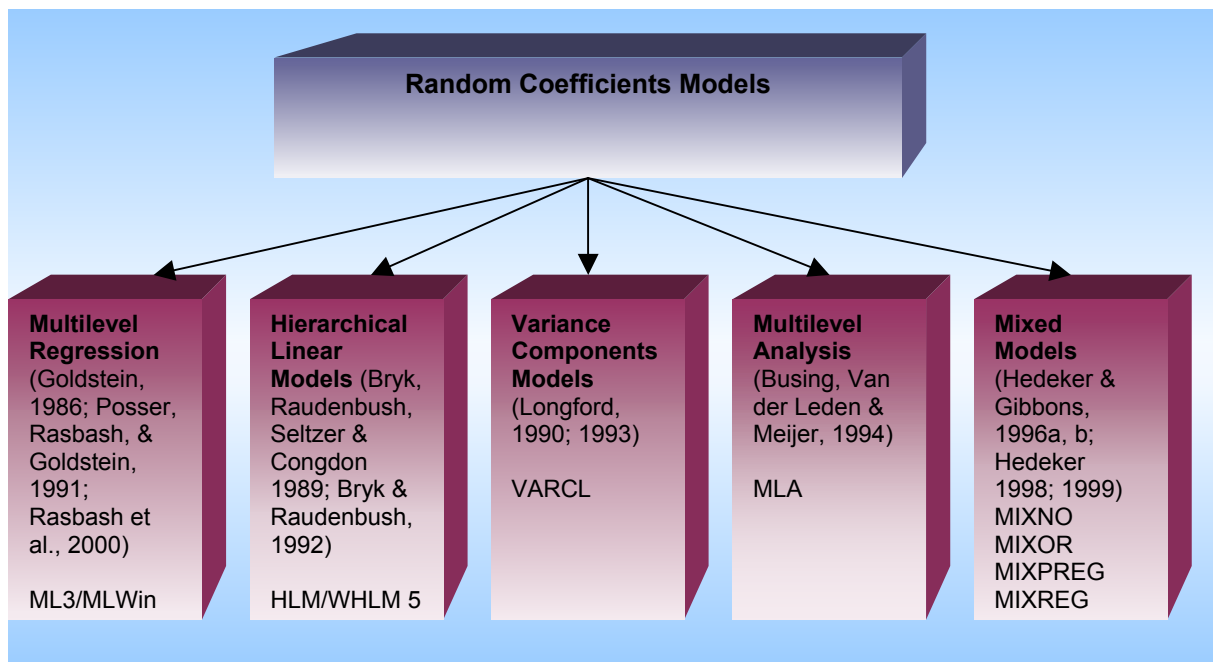 Random Coefficients Models
Multilevel
Regression
(Goldstein,
1986; Posser,
Rasbash, &
Goldstein,
1991;
Rasbash et
al., 2000)
ML3/MLWin
Hierarchical
Linear
Models (Bryk,
Raudenbush,
Seltzer &
Congdon
1989; Bryk &
Raudenbush,
1992)
HLM/WHLM 5
Variance
Components
Models
(Longford,
1990; 1993)
VARCL
Multilevel
Analysis
(Busing, Van
der Leden &
Meijer, 1994)
MLA
Mixed
Models
(Hedeker &
Gibbons,
1996a, b;
Hedeker
1998; 1999)
MIXNO
MIXOR
MIXPREG
MIXREG